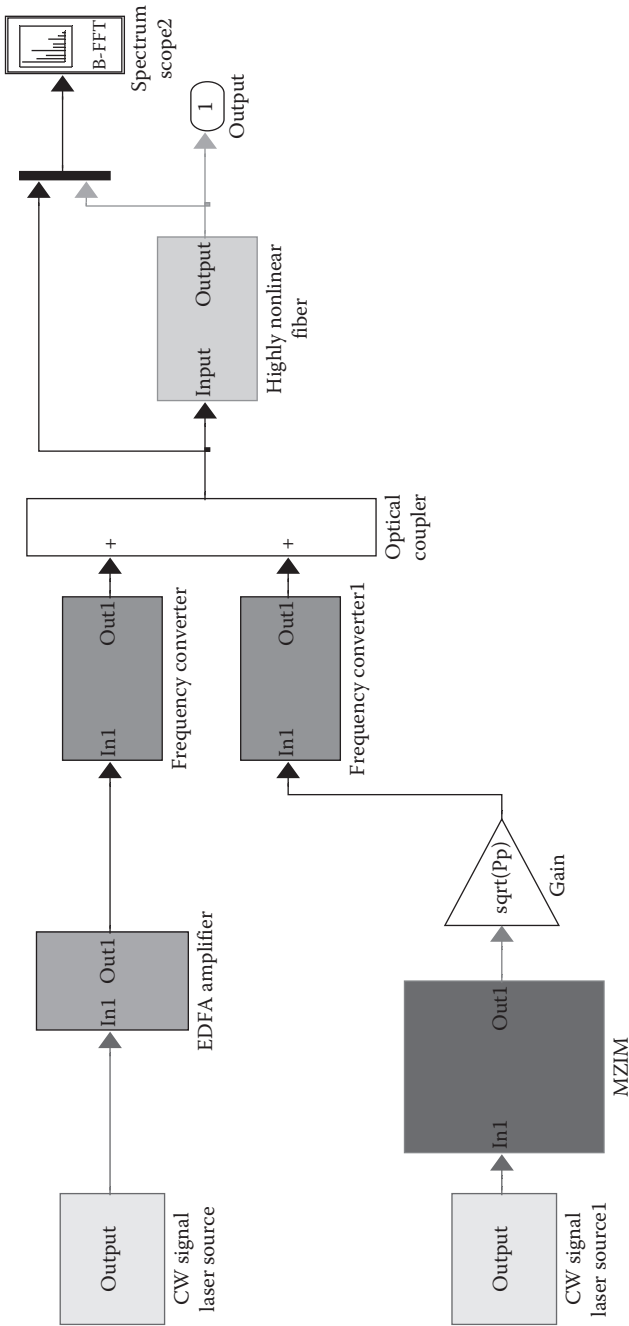 Output
CW signal
laser source
In1 Out1
EDFA amplifier
In1 Out1
Frequency converter
+
+
Optical
coupler
Input Output
Highly nonlinear
fiber
1
Output
B-FFT
Spectrum
scope2
Output
CW signal
laser source1
In1 Out1
MZIM
sqrt(Pp)
Gain
In1 Out1
Frequency converter1